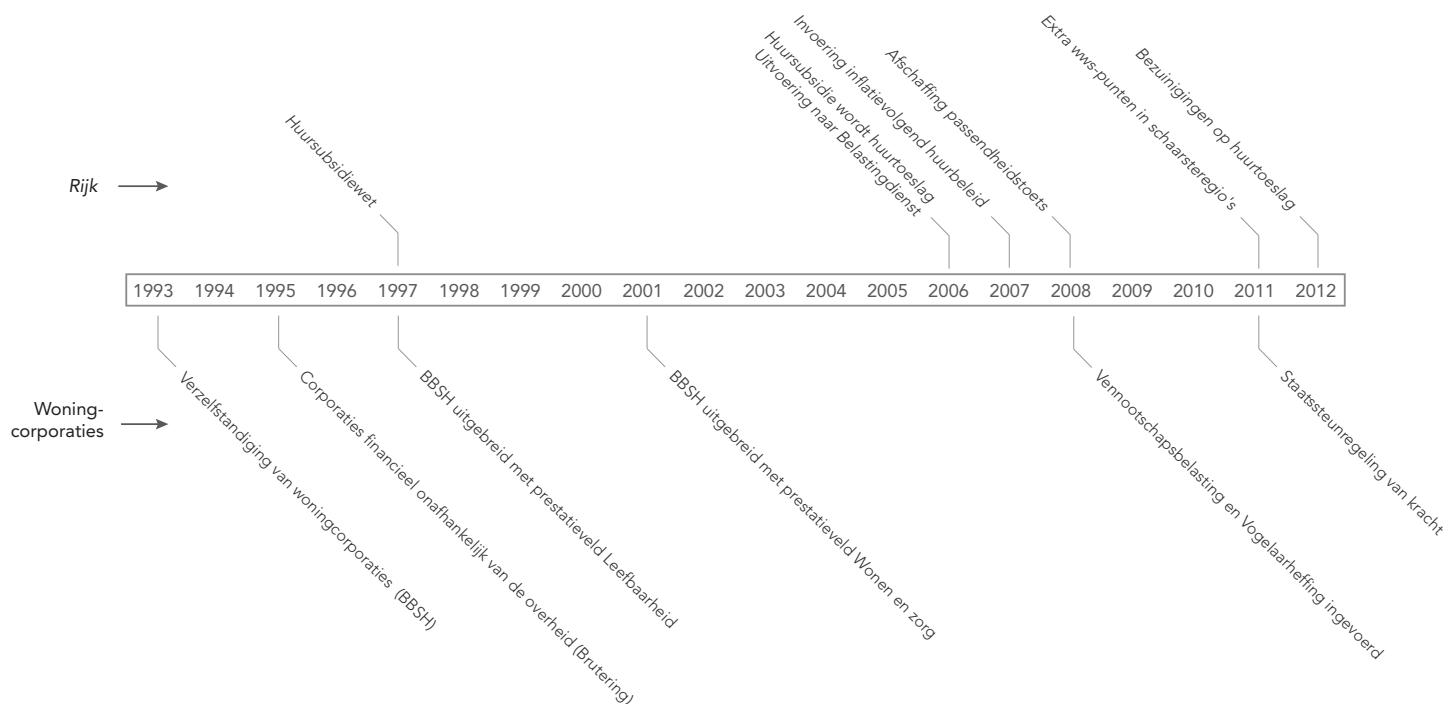 Rijk
Huursubsidiewet
Uitvoering naar Belastingdienst
Huursubsidie wordt huurtoeslag
Invoering inflatievolgend huurbeleid
Afschaffing passendheidstoets
Extra wws-punten in schaarsteregio's
Bezuinigingen op huurtoeslag
1993 1994 1995 1996 1997 1998 1999 2000 2001 2002 2003 2004 2005 2006 2007 2008 2009 2010 2011 2012
Woning-
corporaties
Verzelfstandiging van woningcorporaties (BBSH)
Corporaties financieel onafhankelijk van de overheid (Brutering)
BBSH uitgebreid met prestatieveld Leefbaarheid
BBSH uitgebreid met prestatieveld Wonen en zorg
Vennootschapsbelasting en Vogelaarheffing ingevoerd
Staatssteunregeling van kracht